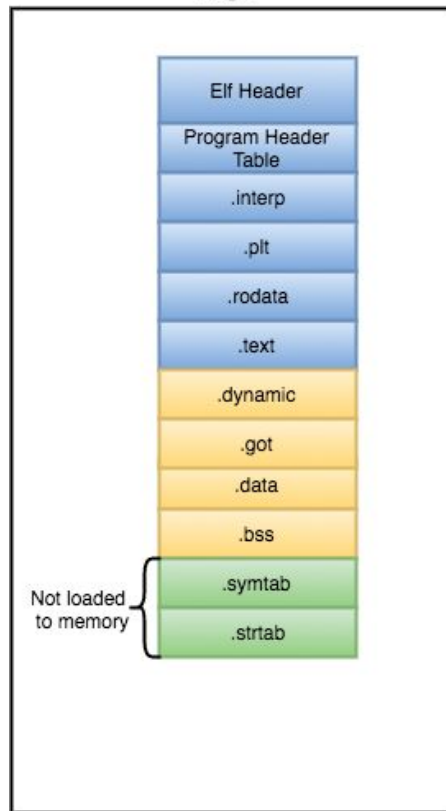 Elf Header
Program Header
Table
.interp
.plt
.rodata
.text
.dynamic
.got
.data
.bss
.symtab
Not loaded
to memory
.strtab